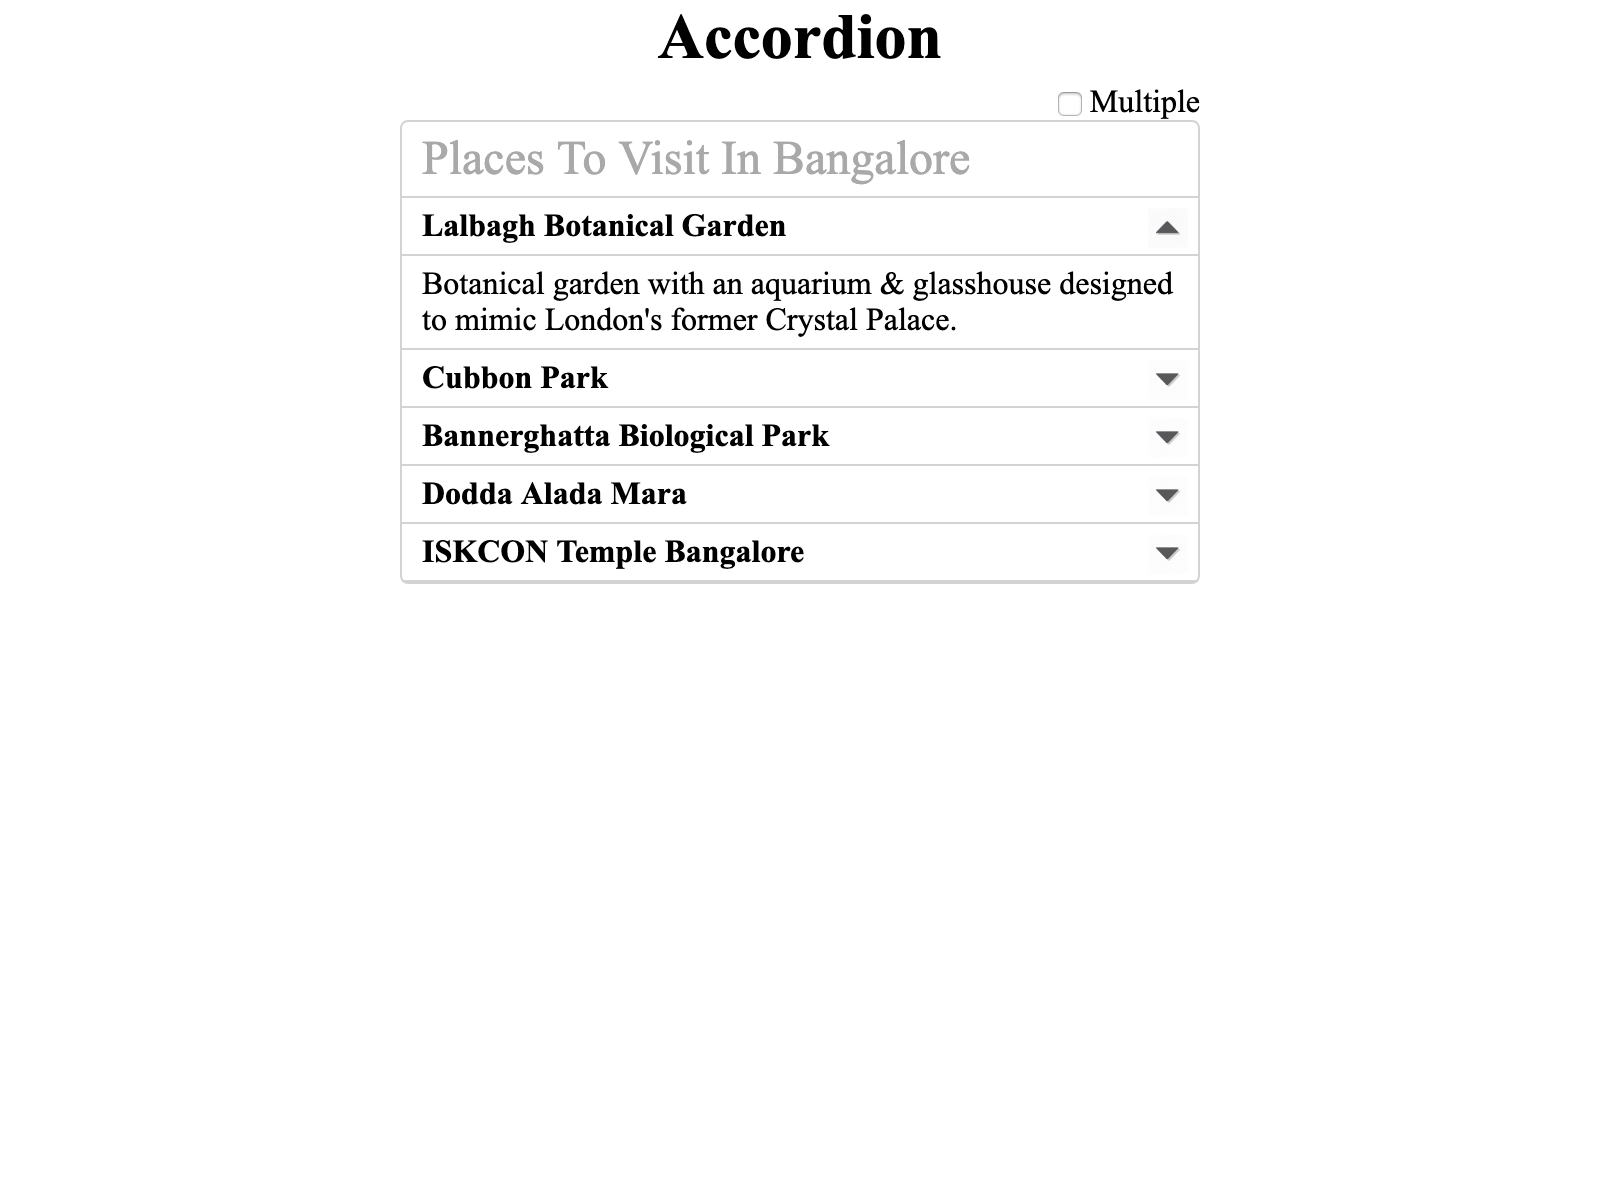 Accordion
Multiple
Places To Visit In Bangalore
Lalbagh Botanical Garden
Botanical garden with an aquarium & glasshouse designed
to mimic London's former Crystal Palace.
Cubbon Park
Bannerghatta Biological Park
Dodda Alada Mara
ISKCON Temple Bangalore